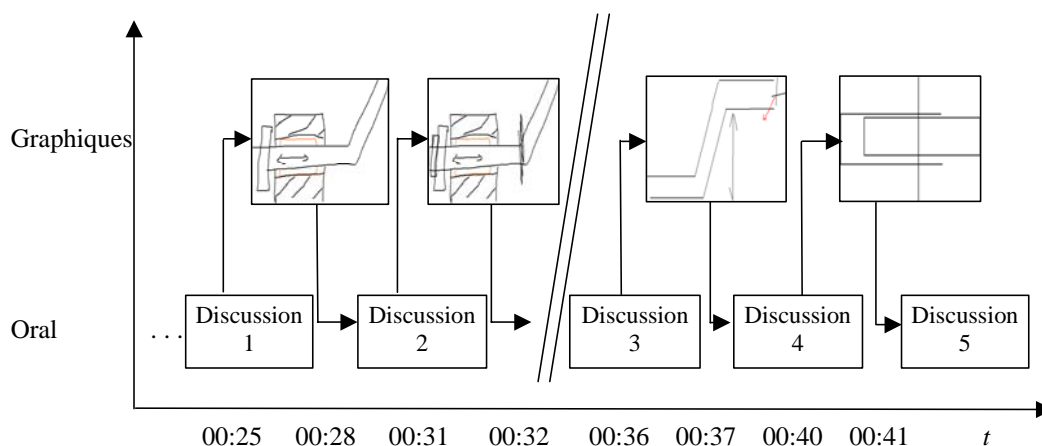 Graphiques
Oral
. . .
Discussion
1
Discussion
2
Discussion
3
Discussion
4
Discussion
5
00:25 00:28 00:31 00:32 00:36 00:37 00:40 00:41 t